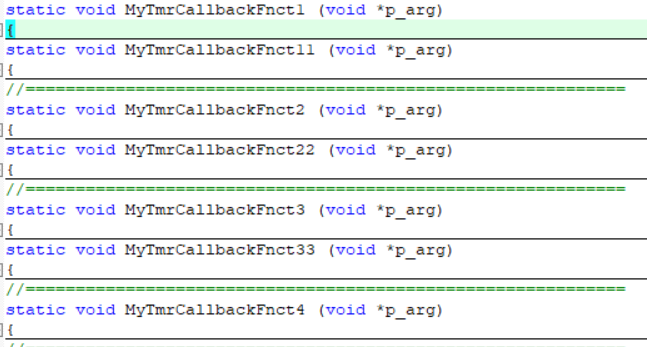 static void MyTmrCallbackFnct1 (void *p_arg)
{
static void MyTmrCallbackFnct11 (void *p_arg)
{
//============================================================
static void MyTmrCallbackFnct2 (void *p_arg)
{
static void MyTmrCallbackFnct22 (void *p_arg)
{
//============================================================
static void MyTmrCallbackFnct3 (void *p_arg)
{
static void MyTmrCallbackFnct33 (void *p_arg)
{
//============================================================
static void MyTmrCallbackFnct4 (void *p_arg)
{